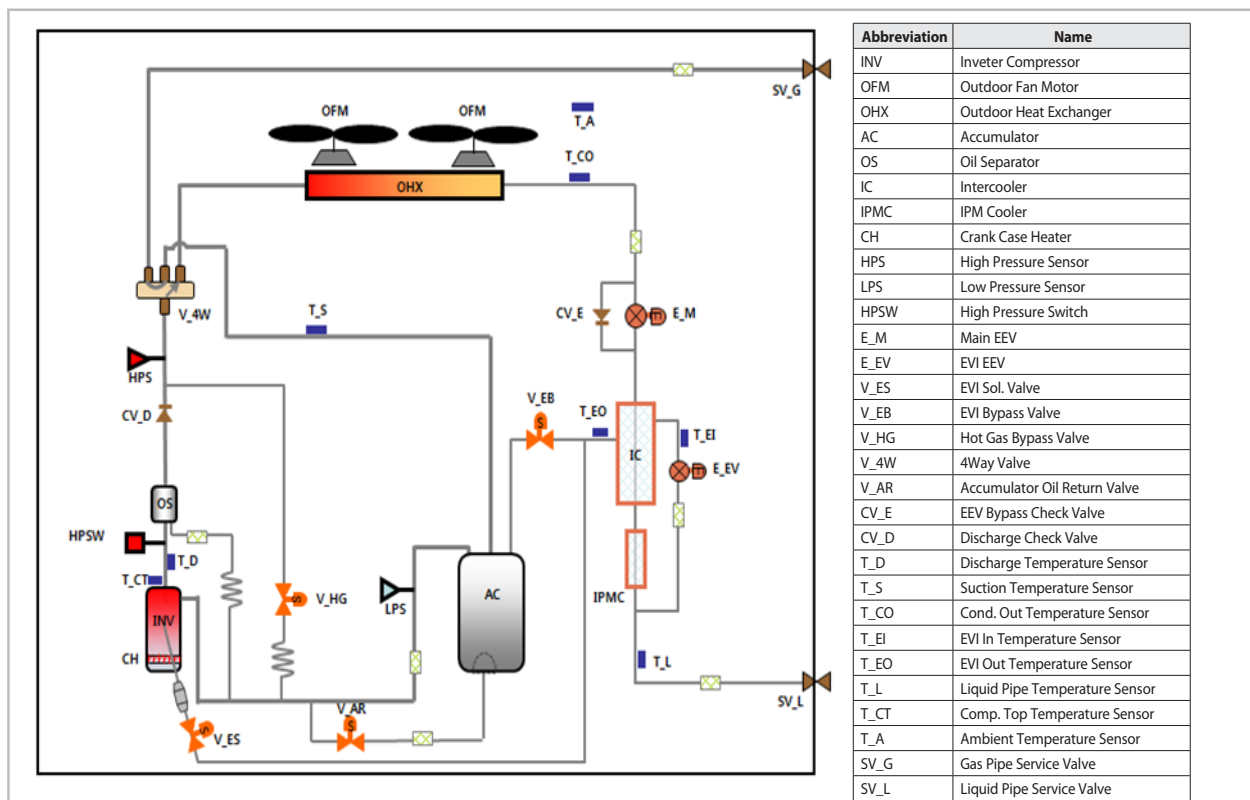 SV_G
OFM
OFM
T_A
T_CO
OHX
V_4W
T_S
CV_E
E_M
HPS
CV_D
V_EB
T_EO
T_EI
IC
E_EV
OS
HPSW
T_D
T_CT
INV
V_HG
LPS
AC
IPMC
CH
T_L
V_AR
V_ES
SV_L
S
S
S
S
Abbreviation Name
INV Inveter Compressor
OFM Outdoor Fan Motor
OHX Outdoor Heat Exchanger
AC Accumulator
OS Oil Separator
IC Intercooler
IPMC IPM Cooler
CH Crank Case Heater
HPS High Pressure Sensor
LPS Low Pressure Sensor
HPSW High Pressure Switch
E_M Main EEV
E_EV EVI EEV
V_ES EVI Sol. Valve
V_EB EVI Bypass Valve
V_HG Hot Gas Bypass Valve
V_4W 4Way Valve
V_AR Accumulator Oil Return Valve
CV_E EEV Bypass Check Valve
CV_D Discharge Check Valve
T_D Discharge Temperature Sensor
T_S Suction Temperature Sensor
T_CO Cond. Out Temperature Sensor
T_EI EVI In Temperature Sensor
T_EO EVI Out Temperature Sensor
T_L Liquid Pipe Temperature Sensor
T_CT Comp. Top Temperature Sensor
T_A Ambient Temperature Sensor
SV_G Gas Pipe Service Valve
SV_L Liquid Pipe Service Valve